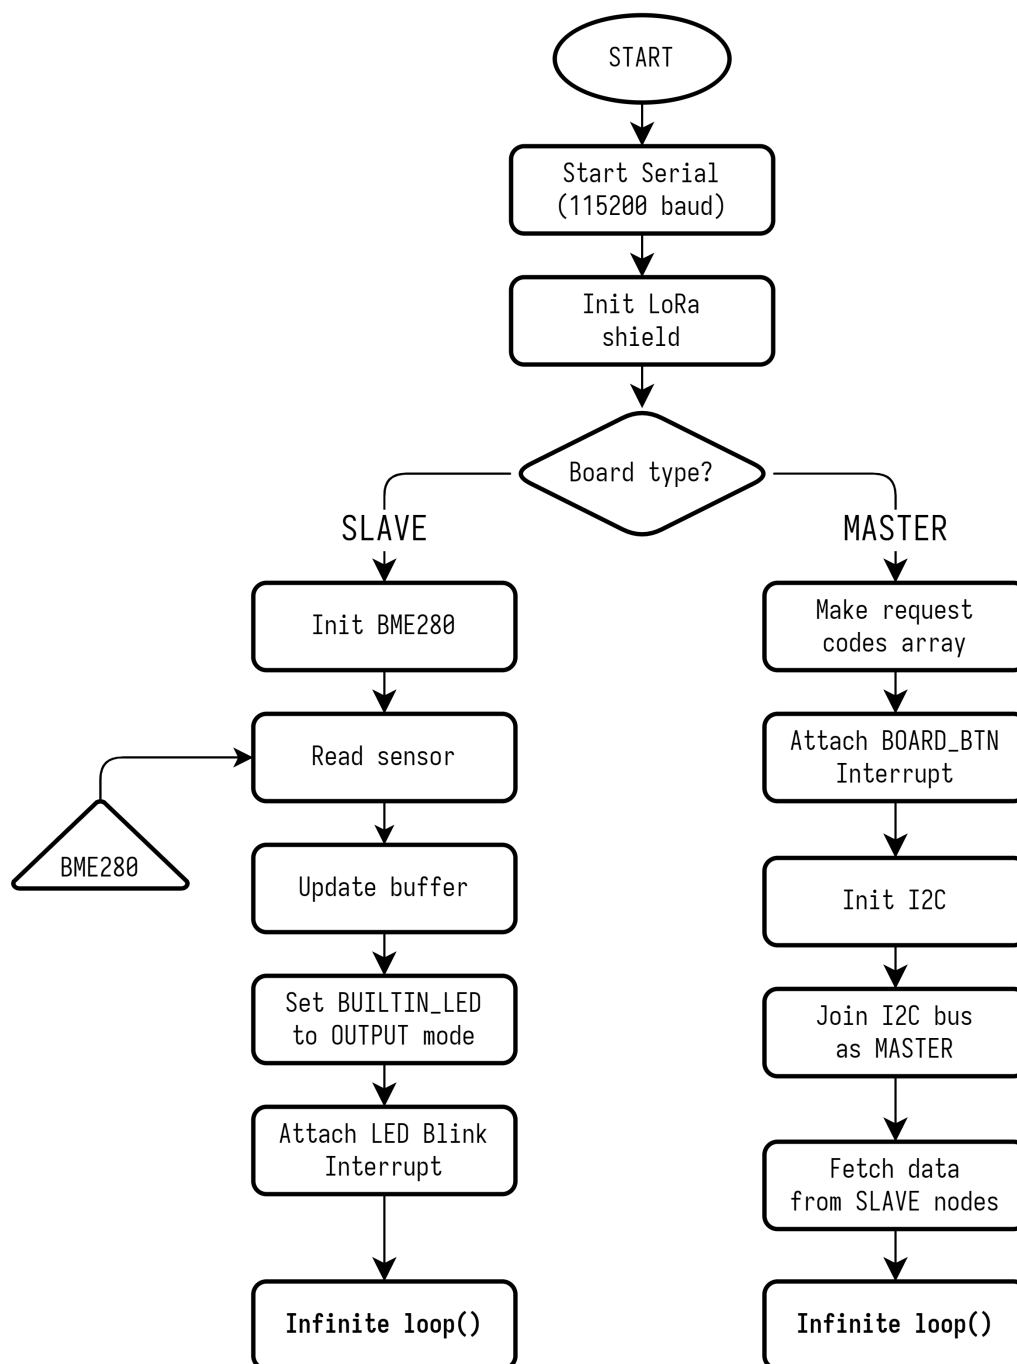 START
Start Serial
(115200 baud)
Init LoRa
shield
Board type?
SLAVE
MASTER
Init BME280
Read sensor
BME280
Update buffer
Set BUILTIN_LED
to OUTPUT mode
Attach LED Blink
Interrupt
Infinite loop()
Make request
codes array
Attach BOARD_BTN
Interrupt
Init I2C
Join I2C bus
as MASTER
Fetch data
from SLAVE nodes
Infinite loop()